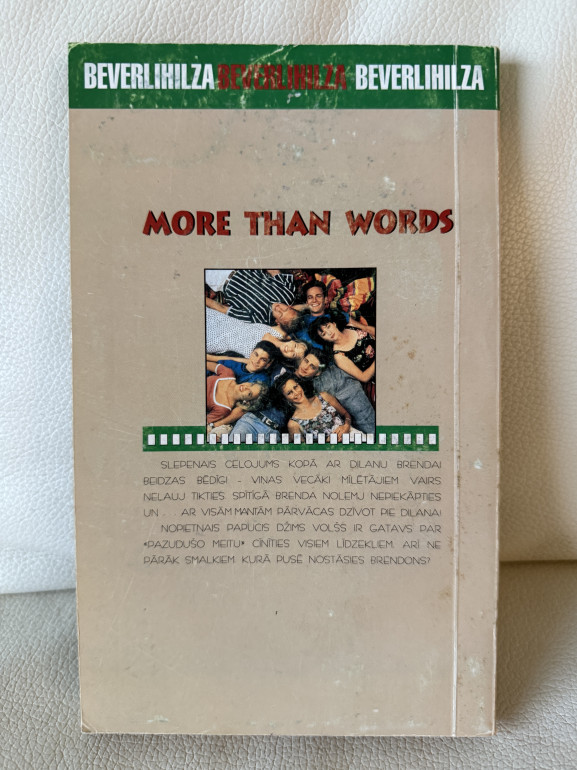 BEVERLIHILZA BEVERLIHILZA BEVERLIHILZA
MORE THAN WORDS
SLEPENAIS CEĻOJUMS KOPĀ AR DILANU BRENDAI
BEIDZAS BĒDĪGI - VIŅAS VECĀKI MĪLĒTĀJIEM VAIRS
NEĻAUJ TIKTIES. SPĪTĪGĀ BRENDA NOLEMJ NEPIEKĀPTIES
UN . . . AR VISĀM MANTĀM PĀRVĀCAS DZĪVOT PIE DILANA!
NOPIETNAIS PAPUCIS DŽIMS VOLŠS IR GATAVS PAR
"PAZUDUŠO MEITU" CĪNĪTIES VISIEM LĪDZEKĻIEM. ARĪ NE
PĀRĀK SMALKIEM. KURĀ PUSĒ NOSTĀSIES BRENDONS?